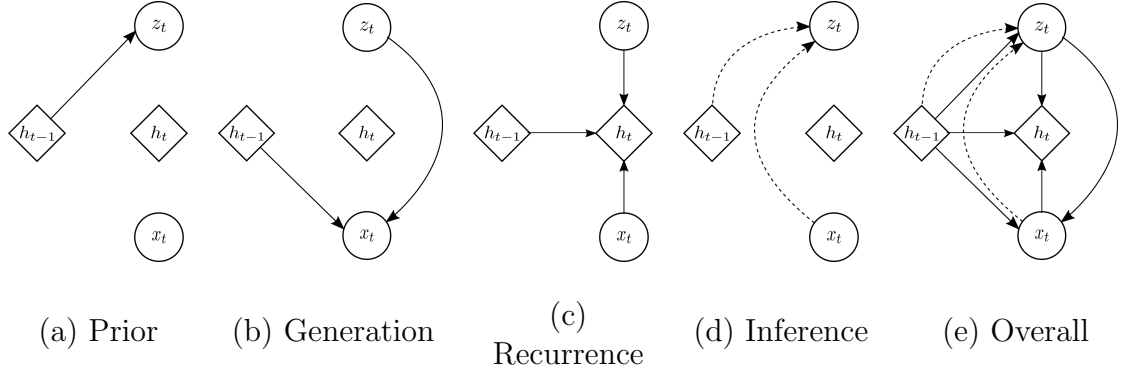 z_t
h_{t-1}
h_t
x_t
(a) Prior
z_t
h_{t-1}
h_t
x_t
(b) Generation
z_t
h_{t-1}
h_t
x_t
(c)
Recurrence
z_t
h_{t-1}
h_t
x_t
(d) Inference
z_t
h_{t-1}
h_t
x_t
(e) Overall